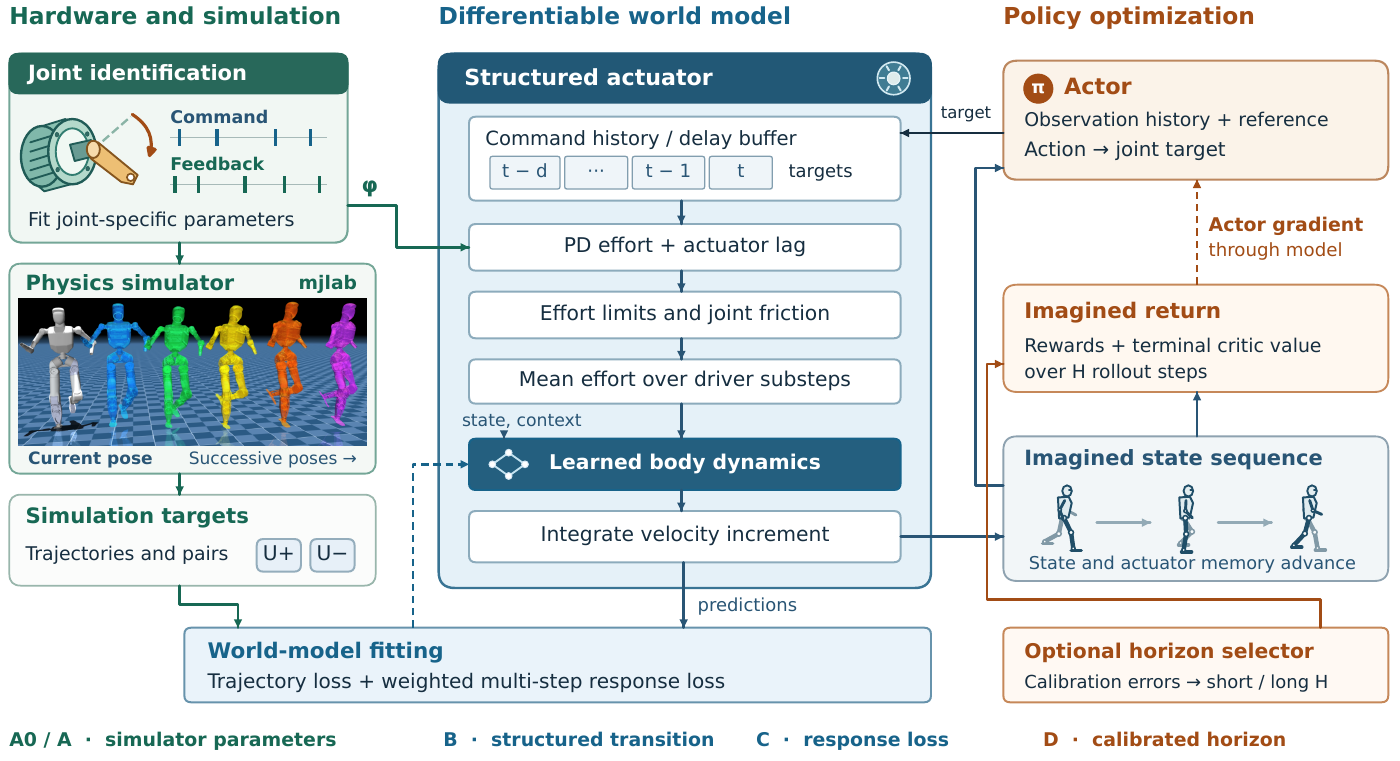 Hardware and simulation
Joint identification
Command
Feedback
Fit joint-specific parameters
φ
Physics simulator mjlab
Current pose Successive poses →
Simulation targets
Trajectories and pairs U+ U−
Differentiable world model
Structured actuator
Command history / delay buffer
t − d ··· t − 1 t targets
PD effort + actuator lag
Effort limits and joint friction
Mean effort over driver substeps
state, context
Learned body dynamics
Integrate velocity increment
predictions
World-model fitting
Trajectory loss + weighted multi-step response loss
Policy optimization
target
π Actor
Observation history + reference
Action → joint target
Actor gradient
through model
Imagined return
Rewards + terminal critic value
over H rollout steps
Imagined state sequence
State and actuator memory advance
Optional horizon selector
Calibration errors → short / long H
A0 / A · simulator parameters
B · structured transition
C · response loss
D · calibrated horizon